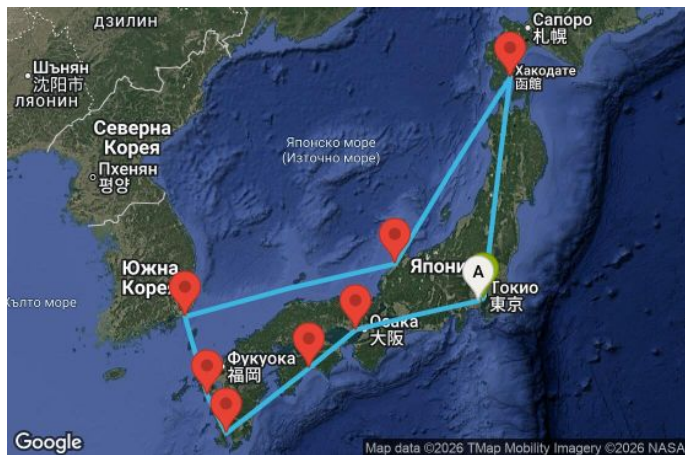 ДЗИЛИН
Сапоро
札幌
Шънян
沈阳市
ЛЯОНИН
Хакодате
函館
Северна
Корея
Японско море
(Източно море)
Пхенян
평양
Южна
Корея
Япони
A
Токио
東京
Жълто море
Осака
大阪
Фукуока
福岡
Google
Map data ©2026 TMap Mobility Imagery ©2026 NASA